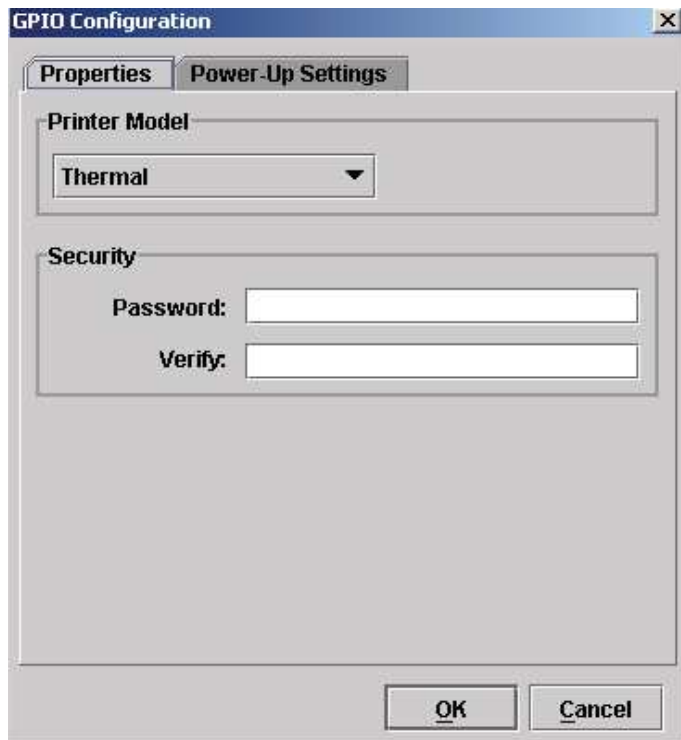 GPIO Configuration
Properties
Power-Up Settings
Printer Model
Thermal
Security
Password:
Verify:
OK
Cancel